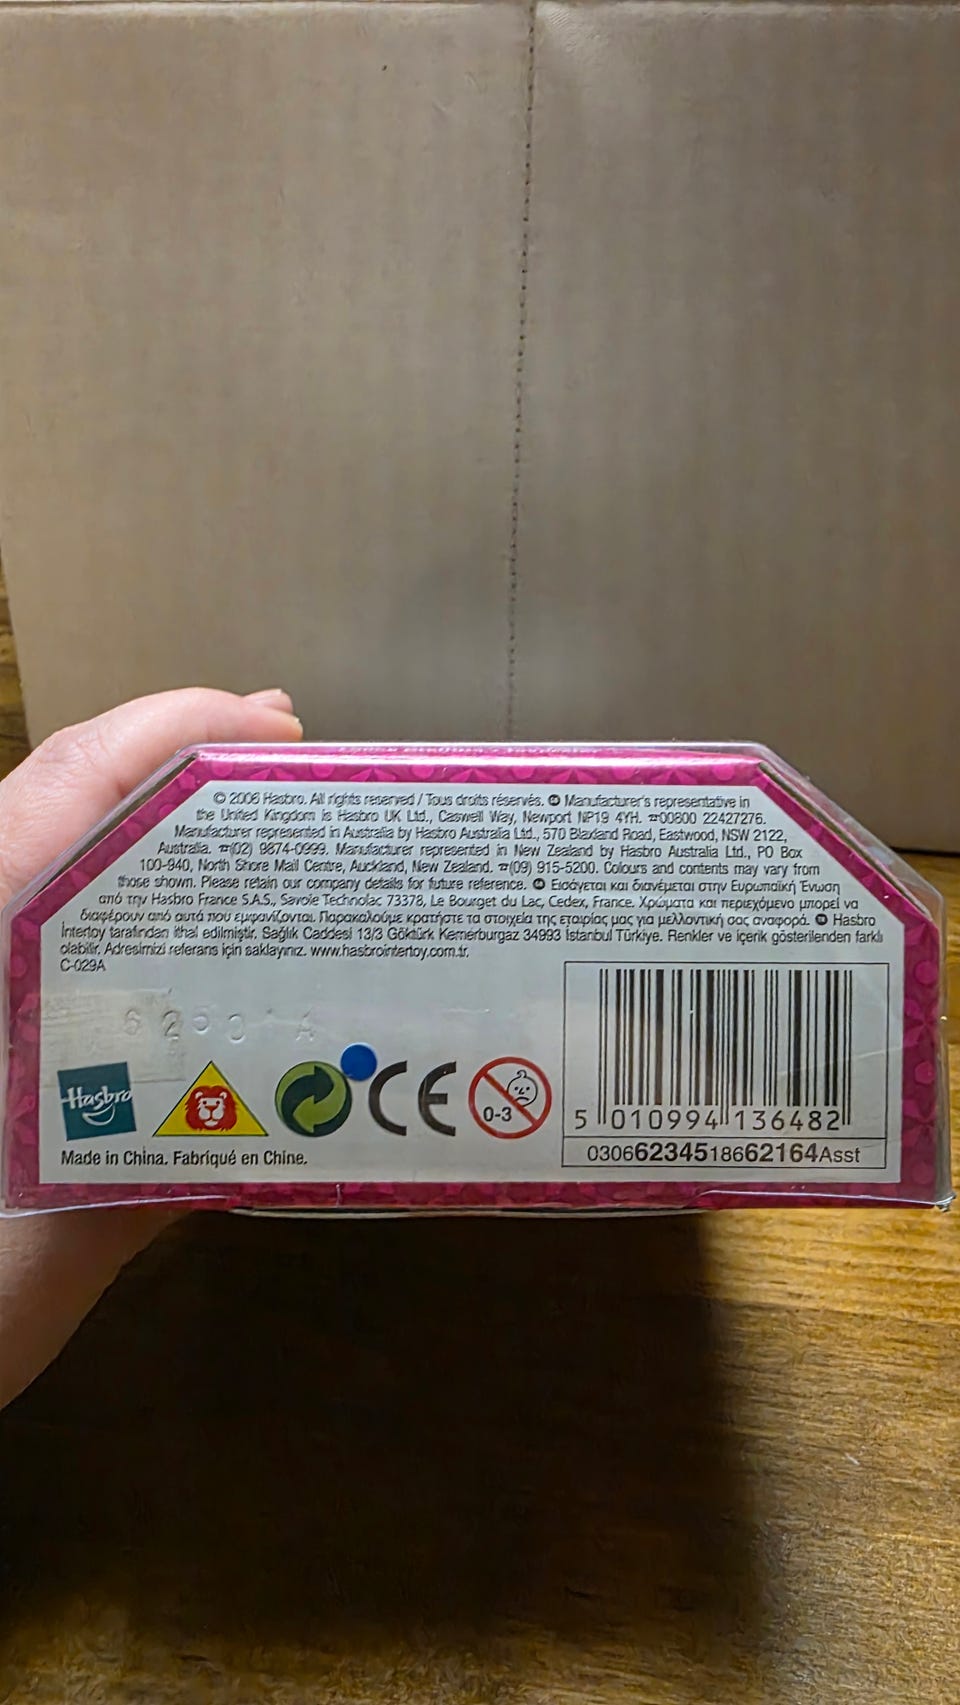 © 2006 Hasbro. All rights reserved / Tous droits réservés. Manufacturer's representative in
the United Kingdom is Hasbro UK Ltd., Caswell Way, Newport NP19 4YH. ☎00800 22427276.
Manufacturer represented in Australia by Hasbro Australia Ltd., 570 Blaxland Road, Eastwood, NSW 2122,
Australia. ☎(02) 9874-0999. Manufacturer represented in New Zealand by Hasbro Australia Ltd., PO Box
100-940, North Shore Mail Centre, Auckland, New Zealand. ☎(09) 915-5200. Colours and contents may vary from
those shown. Please retain our company details for future reference. Εισάγεται και διανέμεται στην Ευρωπαϊκή Ένωση
από την Hasbro France S.A.S., Savoie Technolac 73378, Le Bourget du Lac, Cedex, France. Χρώματα και περιεχόμενο μπορεί να
διαφέρουν από αυτά που εμφανίζονται. Παρακαλούμε κρατήστε τα στοιχεία της εταιρίας μας για μελλοντική σας αναφορά. Hasbro
İntertoy tarafından ithal edilmiştir. Sağlık Caddesi 13/3 Göktürk Kemerburgaz 34993 İstanbul Türkiye. Renkler ve içerik gösterilenden farklı
olabilir. Adresimizi referans için saklayınız. www.hasbrointertoy.com.tr.
C-029A
Hasbro
CE
0-3
5 010994 136482
Made in China. Fabriqué en Chine.
0306623451862164Asst